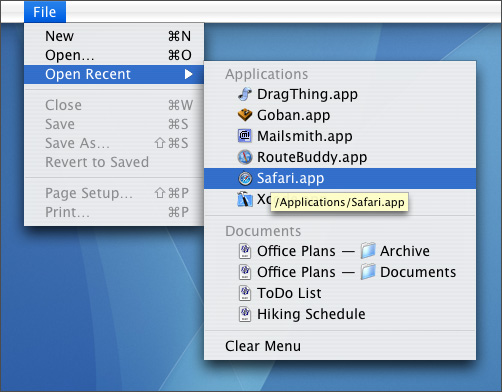 File
New ⌘N
Open... ⌘O
Open Recent ▶
Close ⌘W
Save ⌘S
Save As... ⇧⌘S
Revert to Saved
Page Setup... ⇧⌘P
Print... ⌘P
Applications
DragThing.app
Goban.app
Mailsmith.app
RouteBuddy.app
Safari.app
/Applications/Safari.app
Documents
Office Plans — Archive
Office Plans — Documents
ToDo List
Hiking Schedule
Clear Menu